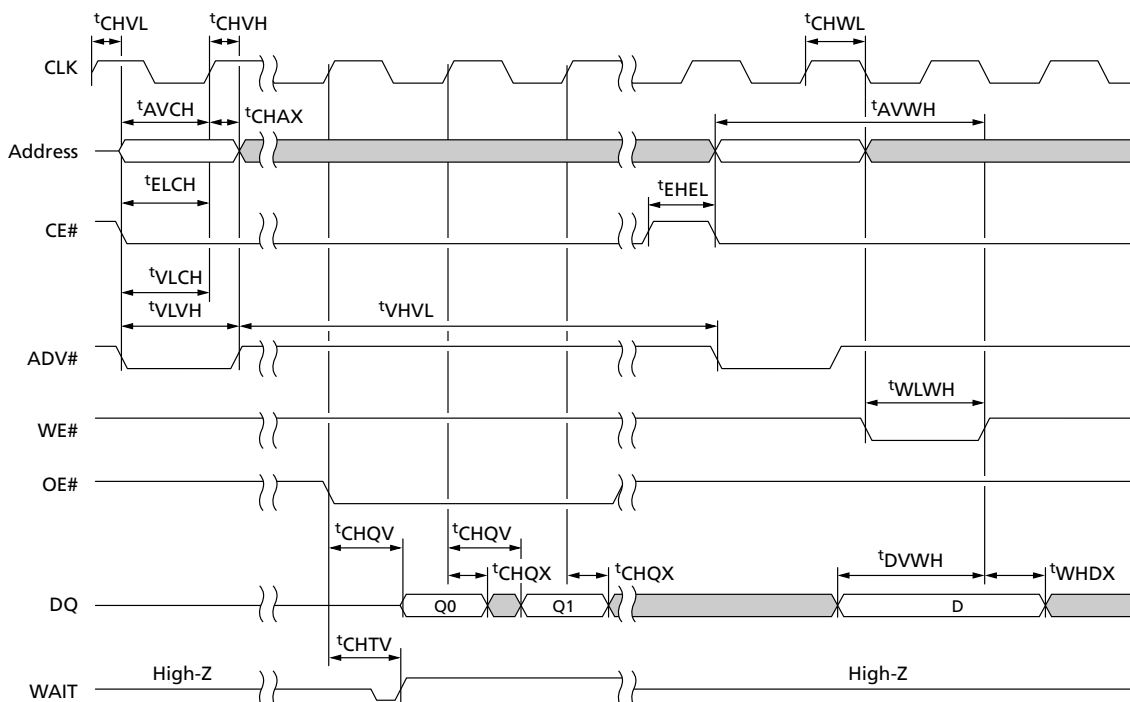 tCHVL tCHVH tCHWL
CLK
tAVCH tCHAX tAVWH
Address
tELCH tEHEL
CE#
tVLCH
tVLVH tVHVL
ADV#
tWLWH
WE#
OE#
tCHQV tCHQV
tCHQX tCHQX tDVWH tWHDX
DQ Q0 Q1 D
tCHTV
High-Z High-Z
WAIT